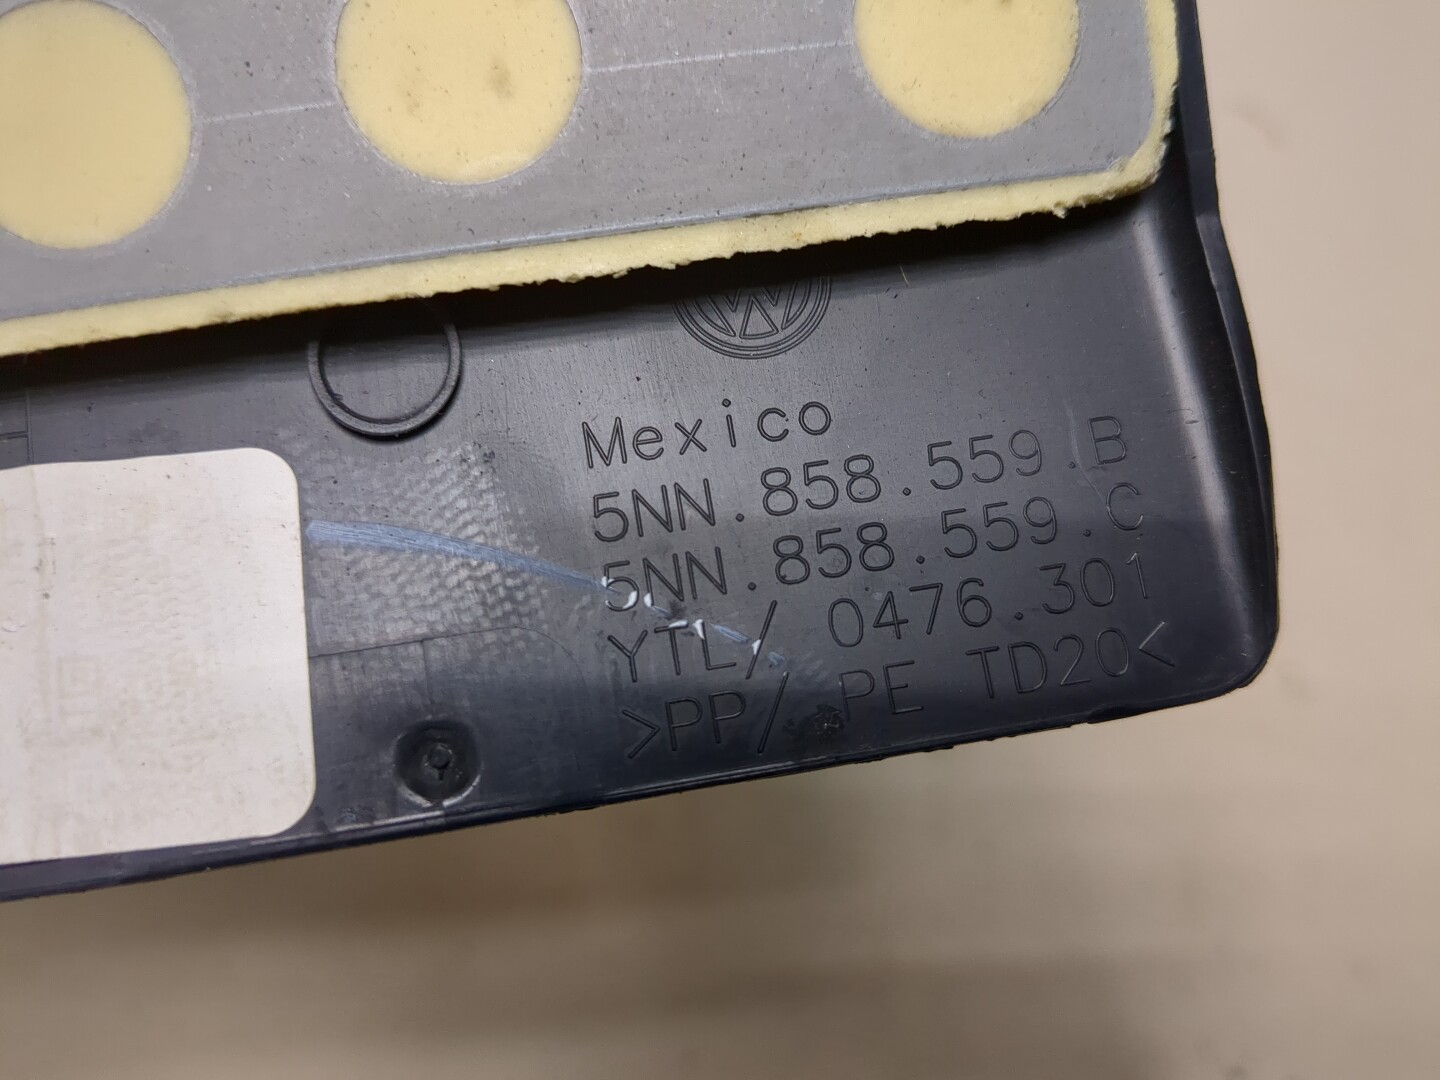 Mexico
5NN.858.559.B
5NN.858.559.C
YTL/ 0476.301
>PP/ PE TD20<